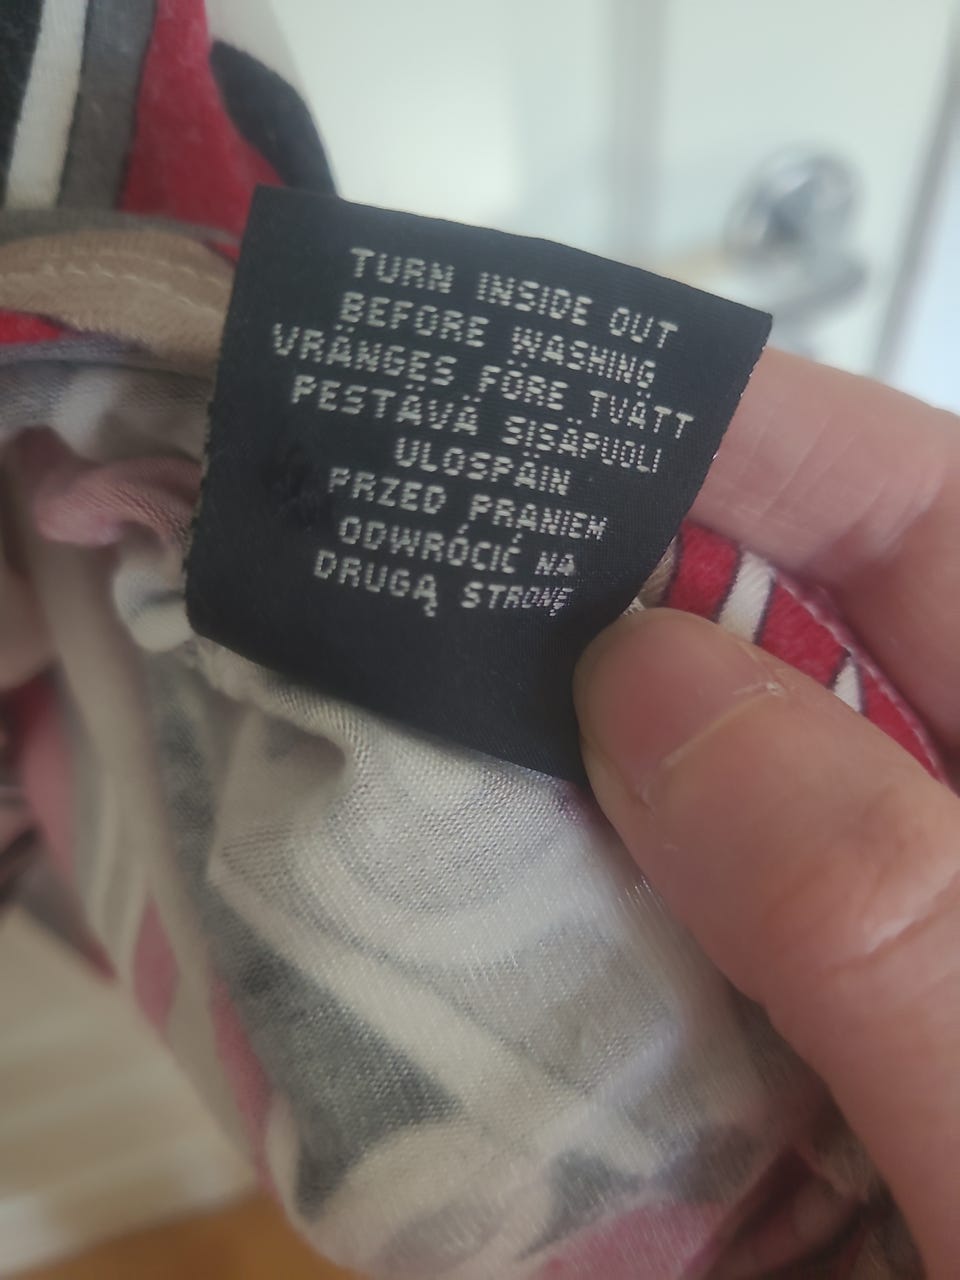 TURN INSIDE OUT
BEFORE WASHING
VRÄNGES FÖRE TVÄTT
PESTÄVÄ SISÄPUOLI
ULOSPÄIN
PRZED PRANIEM
ODWRÓCIĆ NA
DRUGĄ STRONĘ